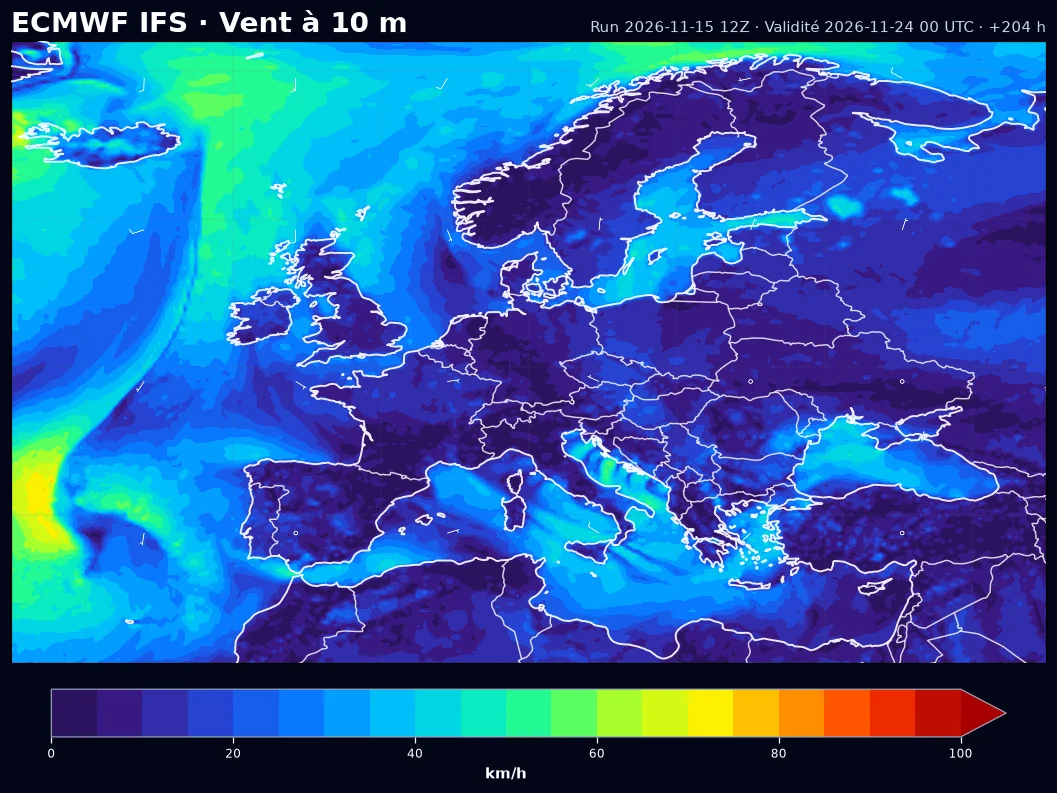 ECMWF IFS · Vent à 10 m
Run 2026-11-15 12Z · Validité 2026-11-24 00 UTC · +204 h
0 20 40 60 80 100
km/h